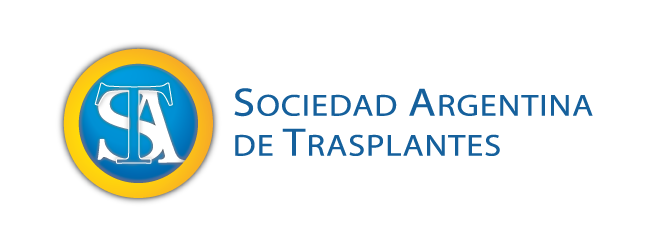 STA
SOCIEDAD ARGENTINA
DE TRASPLANTES